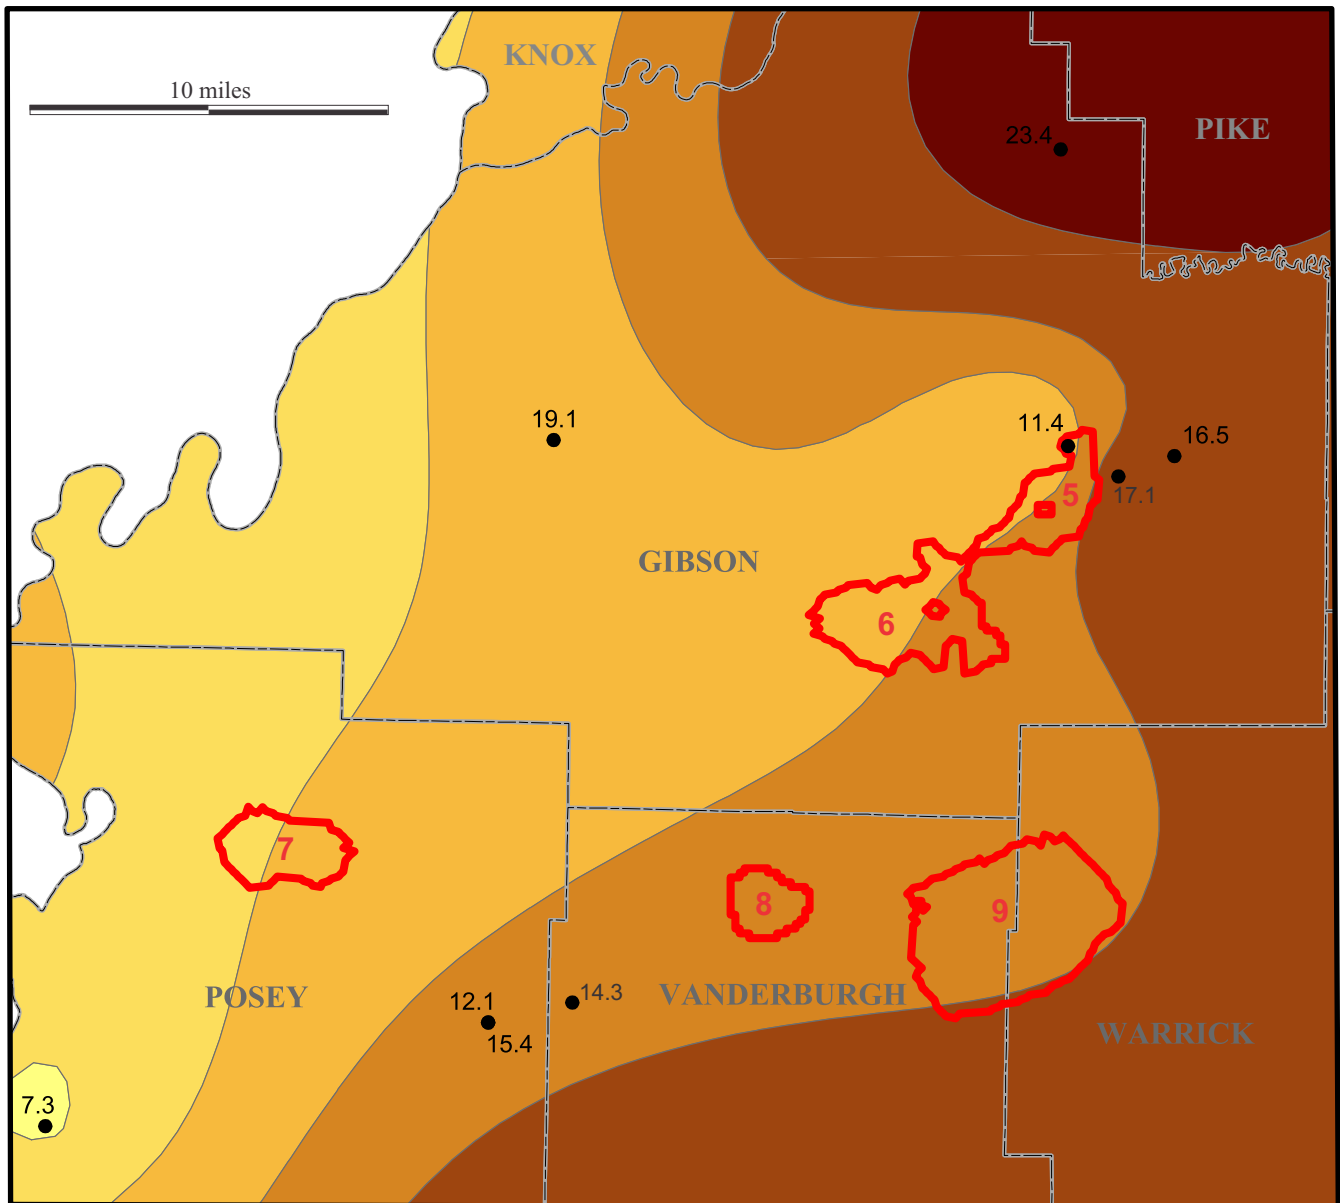 KNOX
10 miles
PIKE
23.4
19.1
11.4
16.5
5
17.1
GIBSON
6
7
8
9
POSEY
14.3
VANDERBURGH
12.1
15.4
WARRICK
7.3